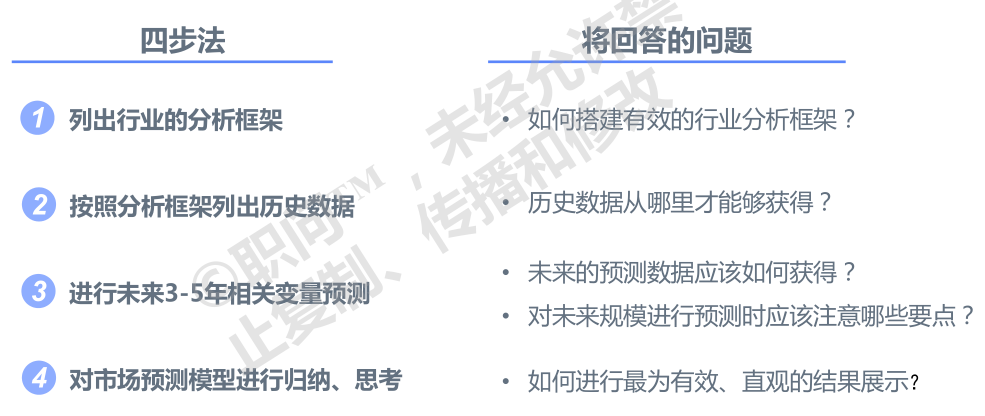 四步法
将回答的问题
1 列出行业的分析框架
• 如何搭建有效的行业分析框架？
2 按照分析框架列出历史数据
• 历史数据从哪里才能够获得？
3 进行未来3-5年相关变量预测
• 未来的预测数据应该如何获得？
• 对未来规模进行预测时应该注意哪些要点？
4 对市场预测模型进行归纳、思考
• 如何进行最为有效、直观的结果展示?
©职问™，未经允许禁
止复制、传播和修改